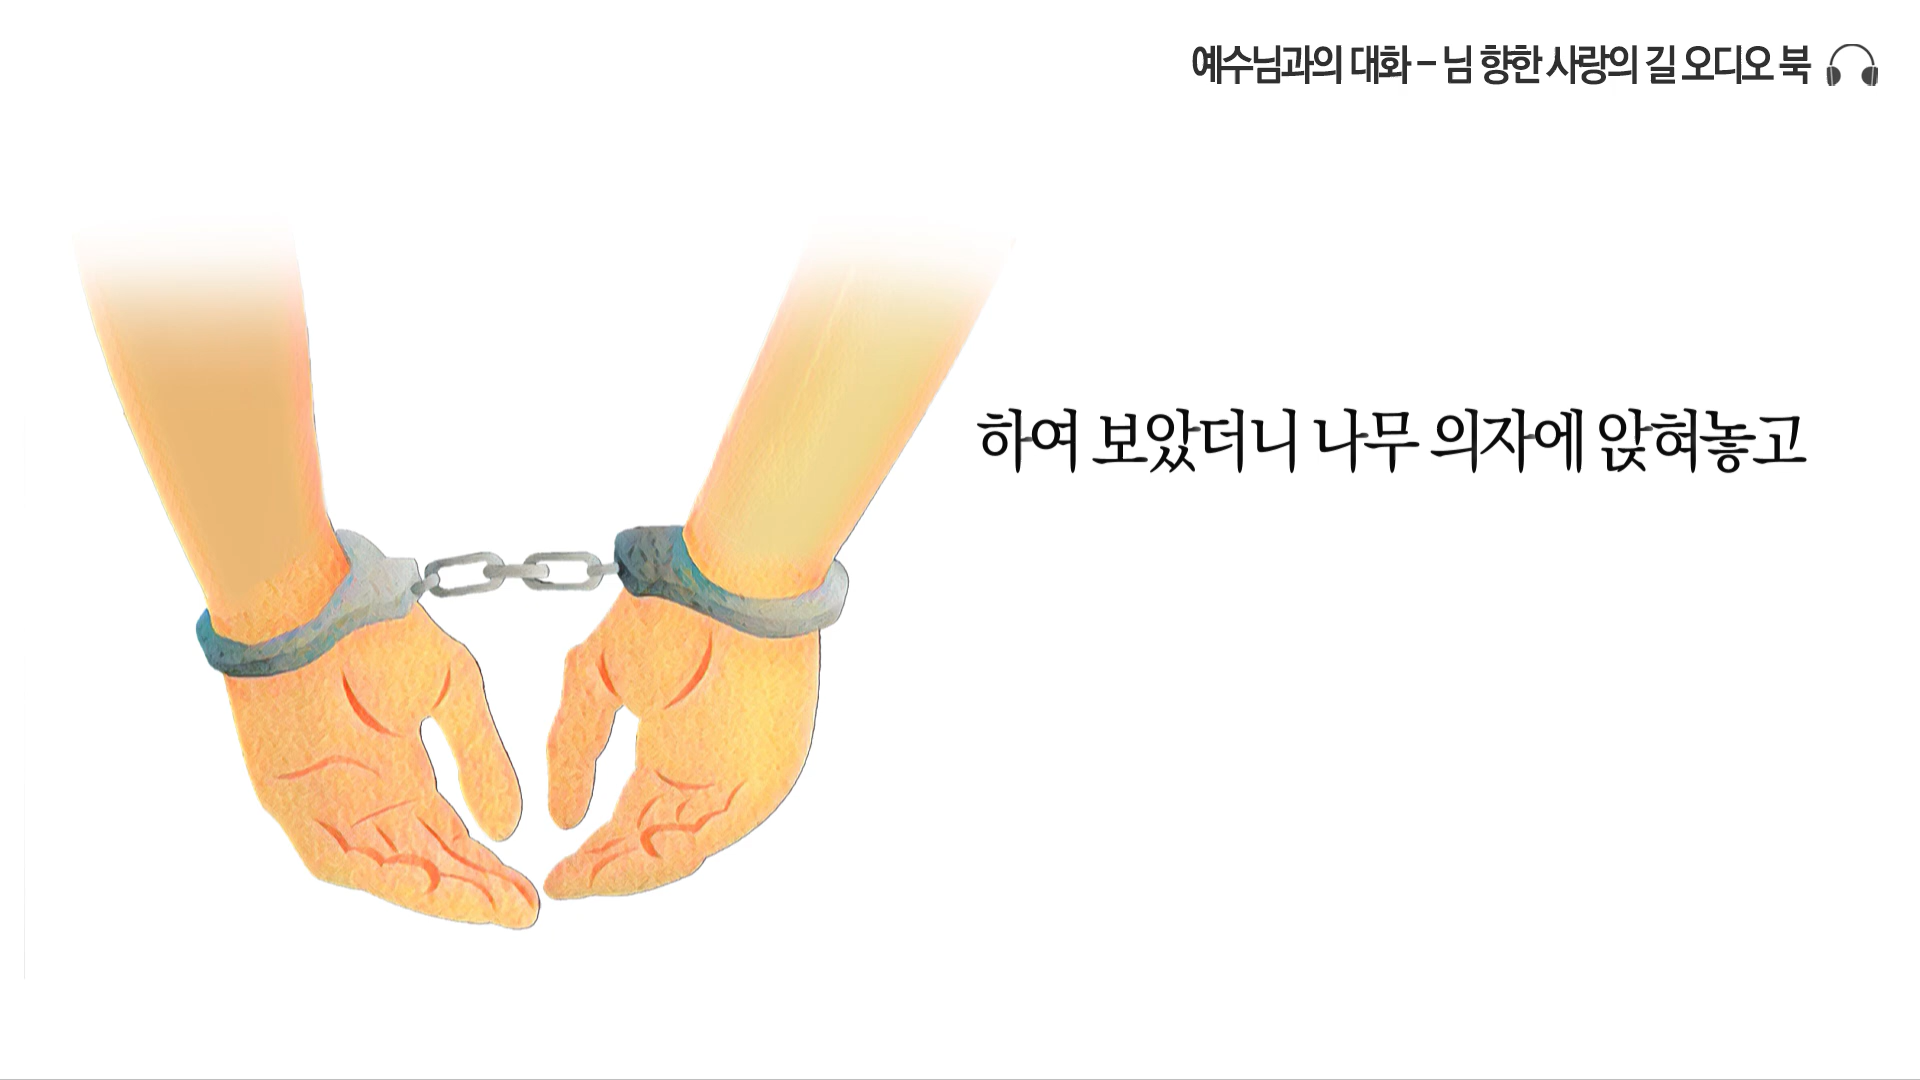 예수님과의 대화 - 님 향한 사랑의 길 오디오 북
하여 보았더니 나무 의자에 앉혀놓고